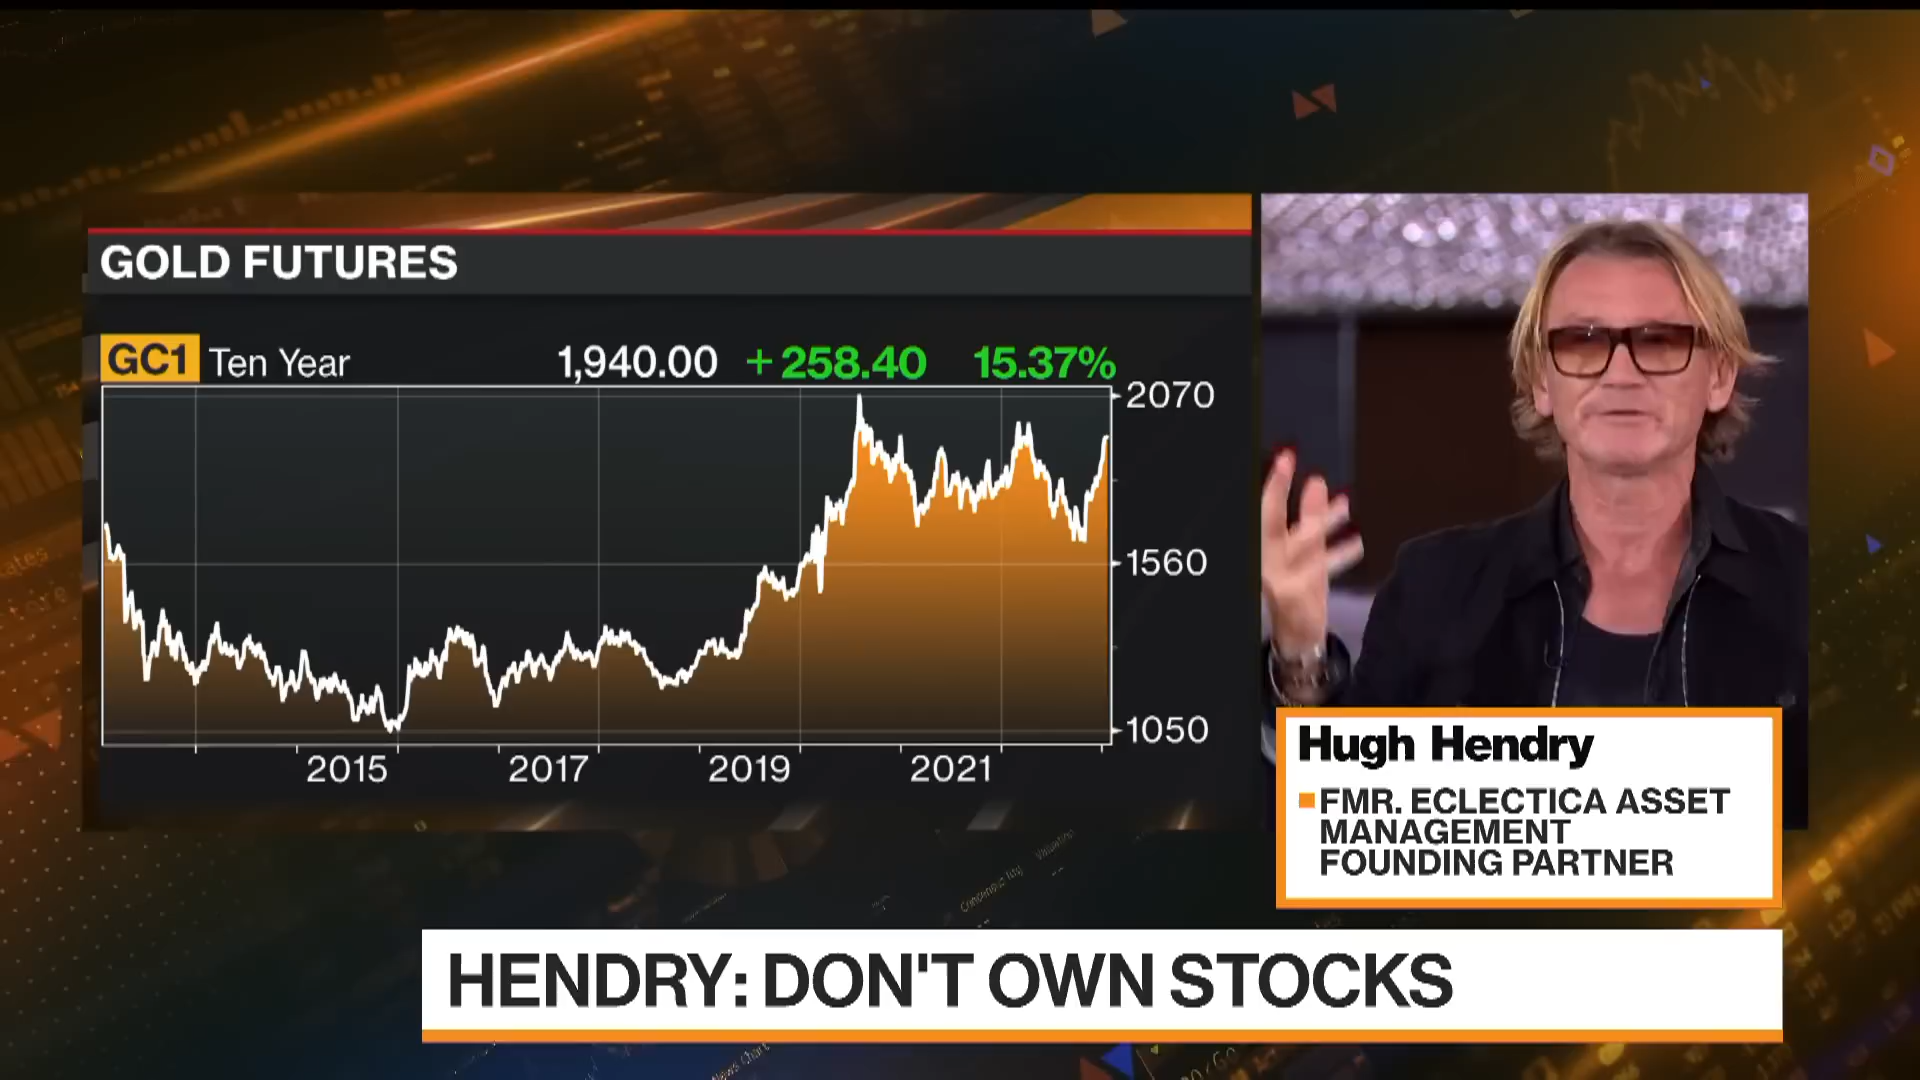 GOLD FUTURES
GC1 Ten Year 1,940.00 +258.40 15.37%
2070
1560
1050
2015 2017 2019 2021
Hugh Hendry
FMR. ECLECTICA ASSET
MANAGEMENT
FOUNDING PARTNER
HENDRY: DON'T OWN STOCKS